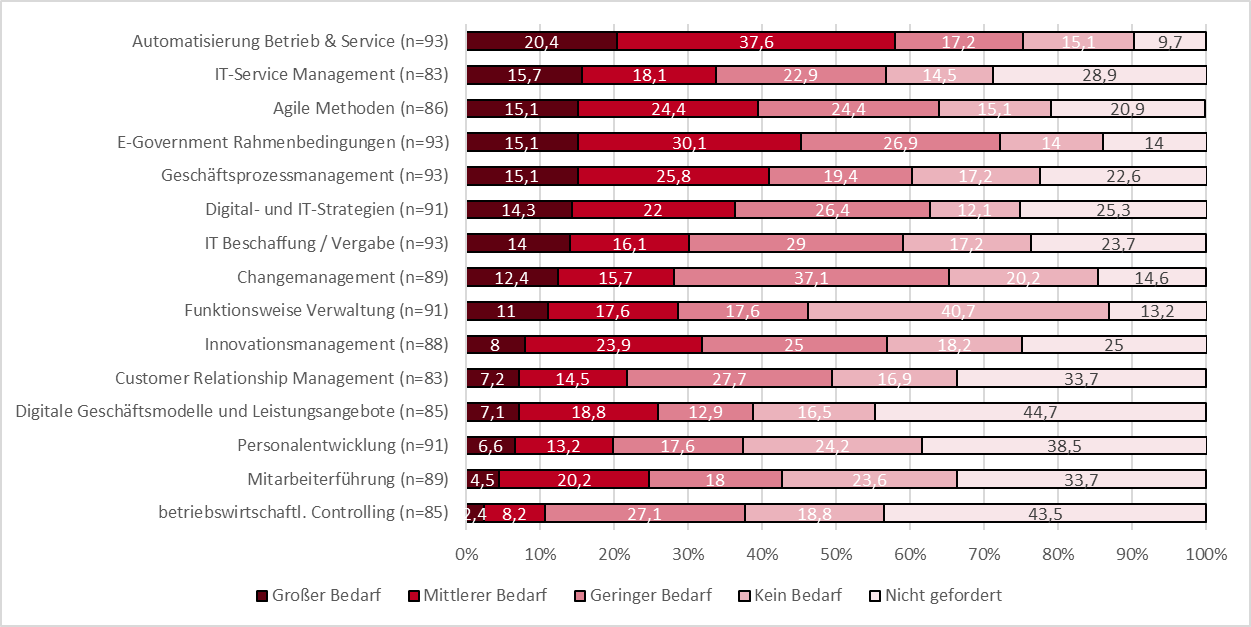 Automatisierung Betrieb & Service (n=93) 20,4 37,6 17,2 15,1 9,7
IT-Service Management (n=83) 15,7 18,1 22,9 14,5 28,9
Agile Methoden (n=86) 15,1 24,4 24,4 15,1 20,9
E-Government Rahmenbedingungen (n=93) 15,1 30,1 26,9 14 14
Geschäftsprozessmanagement (n=93) 15,1 25,8 19,4 17,2 22,6
Digital- und IT-Strategien (n=91) 14,3 22 26,4 12,1 25,3
IT Beschaffung / Vergabe (n=93) 14 16,1 29 17,2 23,7
Changemanagement (n=89) 12,4 15,7 37,1 20,2 14,6
Funktionsweise Verwaltung (n=91) 11 17,6 17,6 40,7 13,2
Innovationsmanagement (n=88) 8 23,9 25 18,2 25
Customer Relationship Management (n=83) 7,2 14,5 27,7 16,9 33,7
Digitale Geschäftsmodelle und Leistungsangebote (n=85) 7,1 18,8 12,9 16,5 44,7
Personalentwicklung (n=91) 6,6 13,2 17,6 24,2 38,5
Mitarbeiterführung (n=89) 4,5 20,2 18 23,6 33,7
betriebswirtschaftl. Controlling (n=85) 2,4 8,2 27,1 18,8 43,5
0% 10% 20% 30% 40% 50% 60% 70% 80% 90% 100%
Großer Bedarf Mittlerer Bedarf Geringer Bedarf Kein Bedarf Nicht gefordert